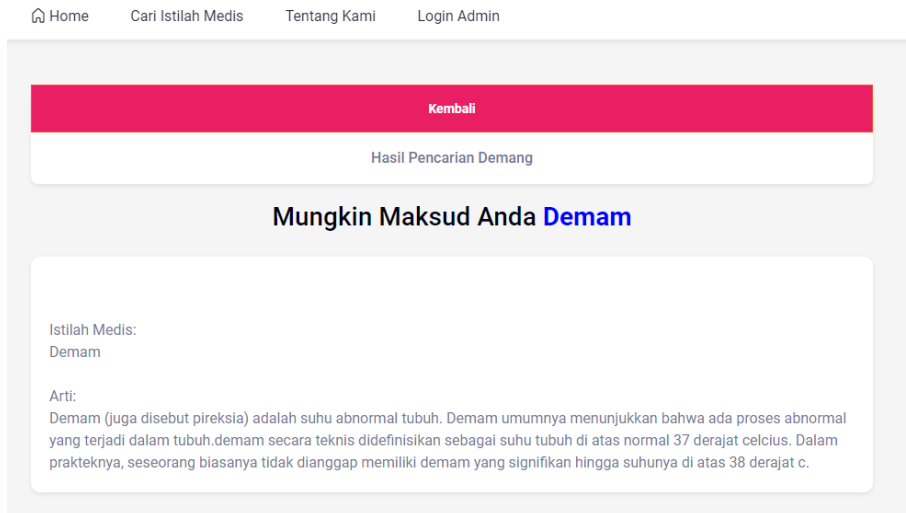 Home Cari Istilah Medis Tentang Kami Login Admin
Kembali
Hasil Pencarian Demang
Mungkin Maksud Anda Demam
Istilah Medis:
Demam
Arti:
Demam (juga disebut pireksia) adalah suhu abnormal tubuh. Demam umumnya menunjukkan bahwa ada proses abnormal
yang terjadi dalam tubuh.demam secara teknis didefinisikan sebagai suhu tubuh di atas normal 37 derajat celcius. Dalam
prakteknya, seseorang biasanya tidak dianggap memiliki demam yang signifikan hingga suhunya di atas 38 derajat c.